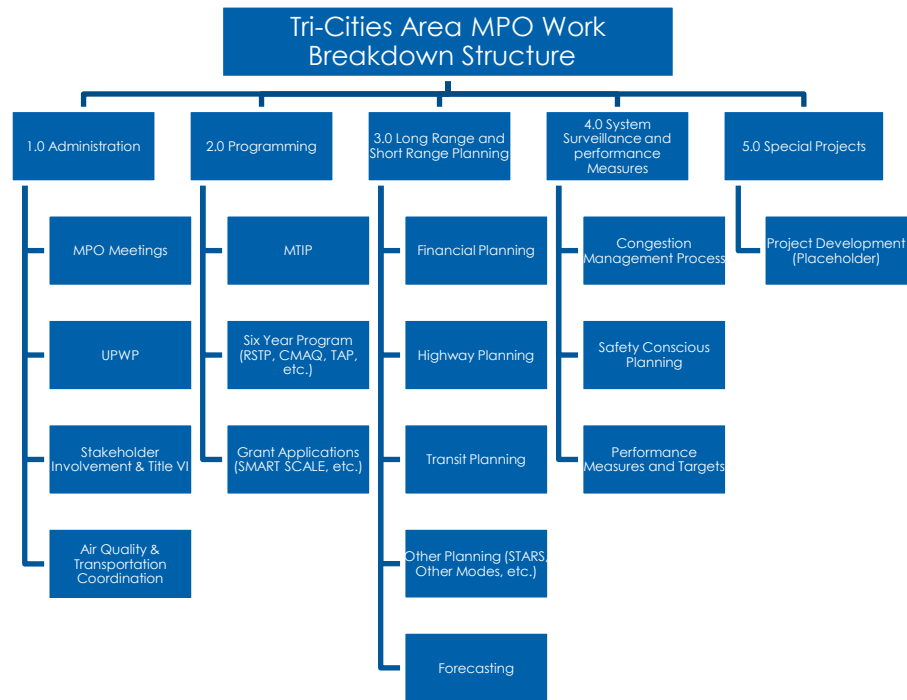 Tri-Cities Area MPO Work
Breakdown Structure
1.0 Administration
2.0 Programming
3.0 Long Range and
Short Range Planning
4.0 System
Surveillance and
performance
Measures
5.0 Special Projects
MPO Meetings
UPWP
Stakeholder
Involvement & Title VI
Air Quality &
Transportation
Coordination
MTIP
Six Year Program
(RSTP, CMAQ, TAP,
etc.)
Grant Applications
(SMART SCALE, etc.)
Financial Planning
Highway Planning
Transit Planning
Other Planning (STARS,
Other Modes, etc.)
Forecasting
Congestion
Management Process
Safety Conscious
Planning
Performance
Measures and Targets
Project Development
(Placeholder)